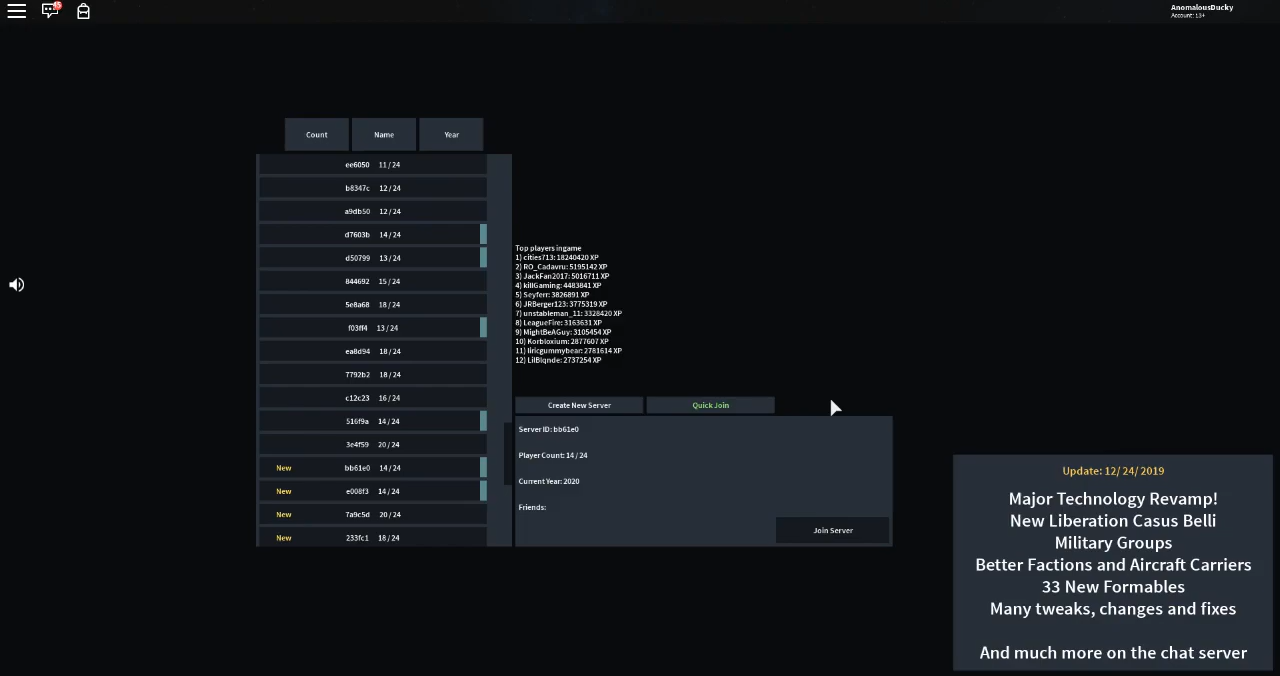 45
AnomalousDucky
Account: 13+
Count
Name
Year
ee6050 11 / 24
b8347c 12 / 24
a9db50 12 / 24
d7603b 14 / 24
d50799 13 / 24
844692 15 / 24
5e8a68 18 / 24
f03ff4 13 / 24
ea8d94 18 / 24
7792b2 18 / 24
c12c23 16 / 24
516f9a 14 / 24
3e4f59 20 / 24
New bb61e0 14 / 24
New e008f3 14 / 24
New 7a9c5d 20 / 24
New 233fc1 18 / 24
Top players ingame
1) cities713: 18240420 XP
2) RO_Cadavru: 5195142 XP
3) JackFan2017: 5016711 XP
4) killGaming: 4483841 XP
5) Seyferr: 3826891 XP
6) JRBerger123: 3775319 XP
7) unstableman_11: 3328420 XP
8) LeagueFire: 3163631 XP
9) MightBeAGuy: 3105454 XP
10) Korbloxium: 2877607 XP
11) liricgummybear: 2781614 XP
12) LilBlqnde: 2737254 XP
Create New Server
Quick Join
Server ID: bb61e0
Player Count: 14 / 24
Current Year: 2020
Friends:
Join Server
Update: 12/ 24/ 2019
Major Technology Revamp!
New Liberation Casus Belli
Military Groups
Better Factions and Aircraft Carriers
33 New Formables
Many tweaks, changes and fixes
And much more on the chat server